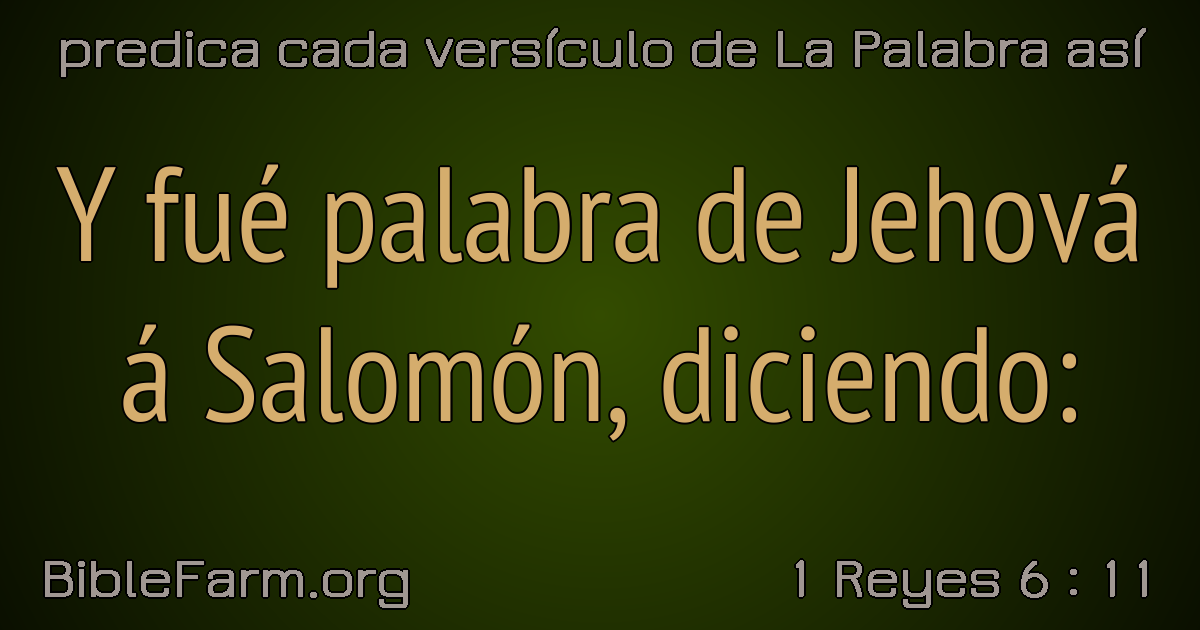 predica cada versículo de La Palabra así
Y fué palabra de Jehová
á Salomón, diciendo:
BibleFarm.org
1 Reyes 6 : 11